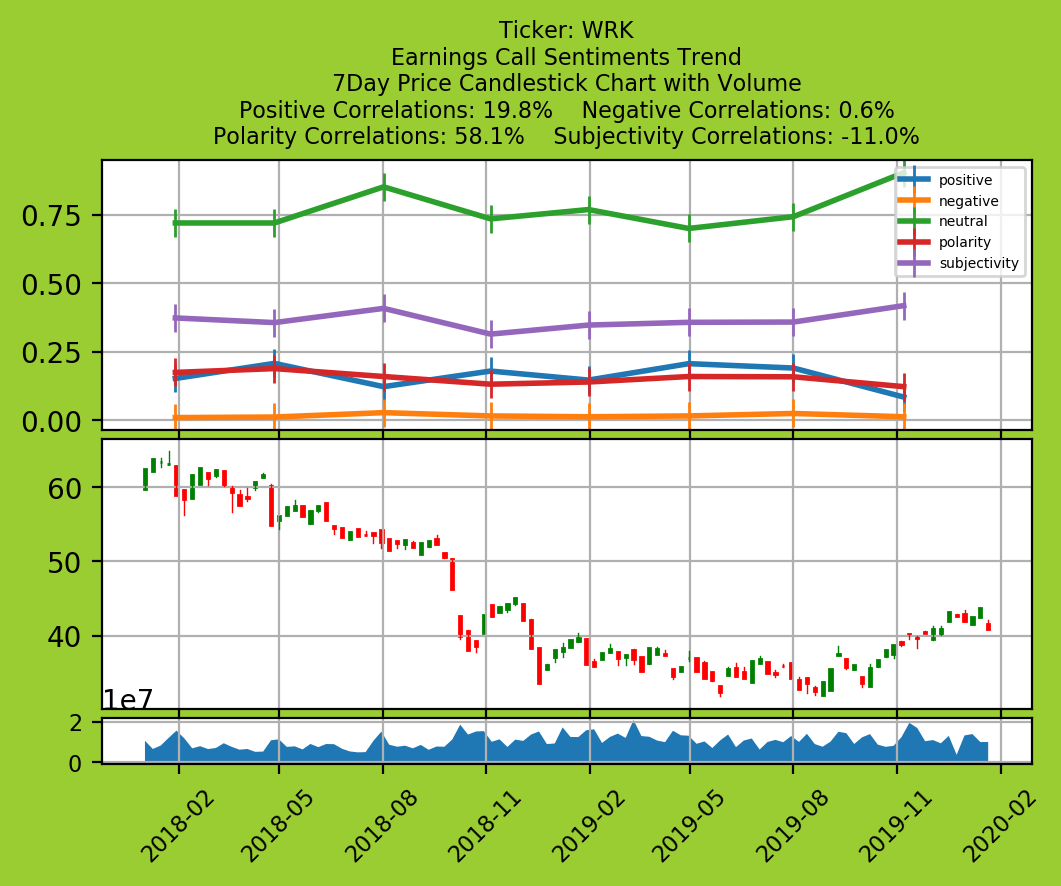 Ticker: WRK
Earnings Call Sentiments Trend
7Day Price Candlestick Chart with Volume
Positive Correlations: 19.8%    Negative Correlations: 0.6%
Polarity Correlations: 58.1%    Subjectivity Correlations: -11.0%
positive
negative
neutral
polarity
subjectivity
0.75
0.50
0.25
0.00
60
50
40
1e7
2
0
2018-02
2018-05
2018-08
2018-11
2019-02
2019-05
2019-08
2019-11
2020-02